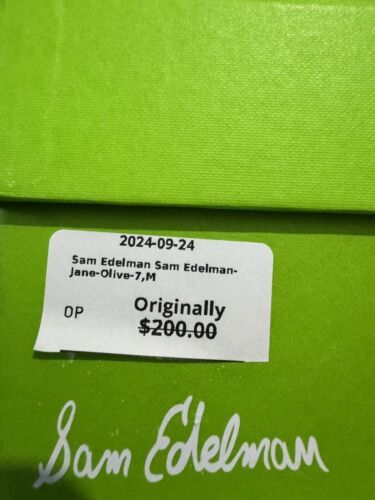 2024-09-24
Sam Edelman Sam Edelman-
Jane-Olive-7,M
Originally
OP
$200.00
Sam Edelman